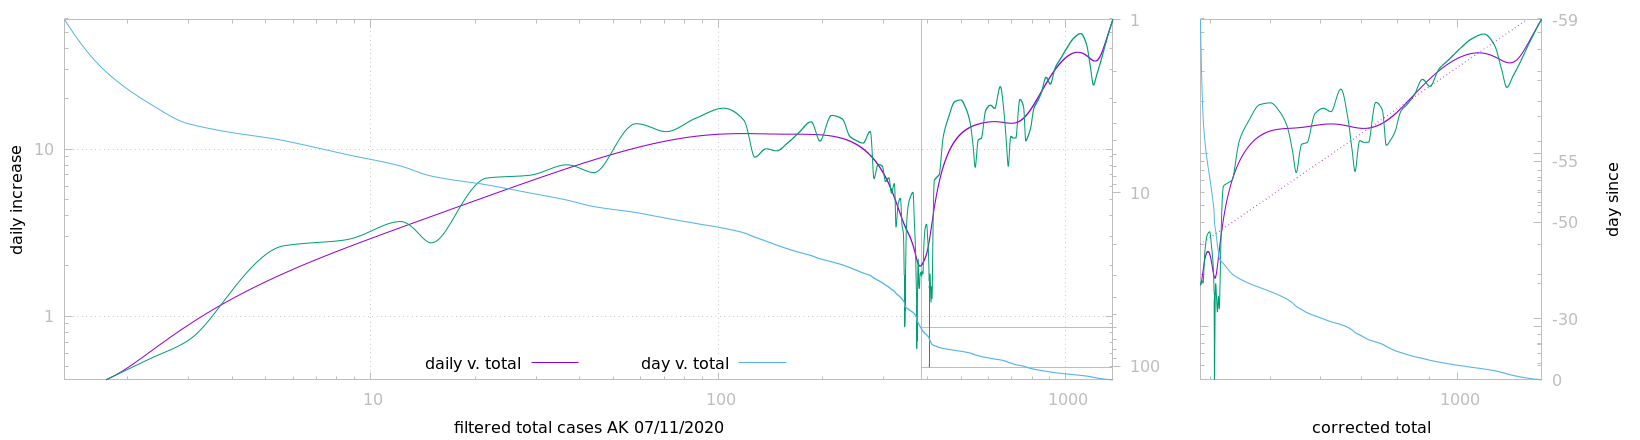 daily increase
10
1
daily v. total
day v. total
10
100
1000
filtered total cases AK 07/11/2020
1
10
100
1000
corrected total
-59
-55
-50
-30
0
day since